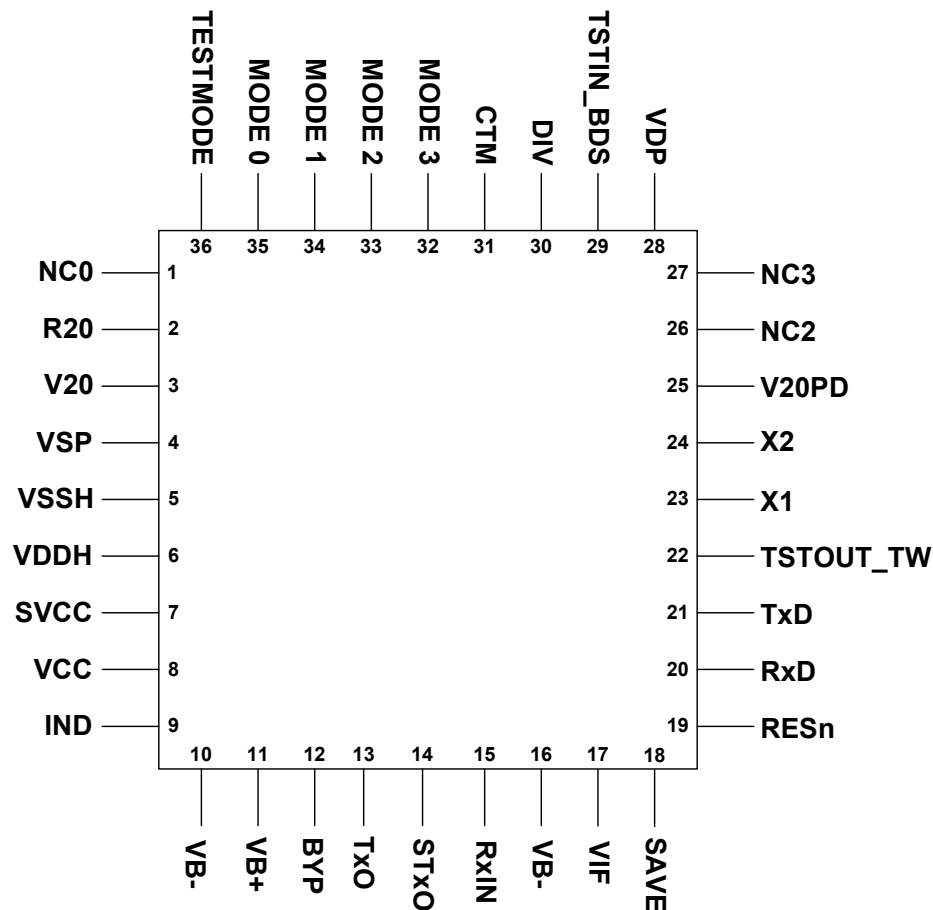 TESTMODE
MODE 0
MODE 1
MODE 2
MODE 3
CTM
DIV
TSTIN_BDS
VDP
36 35 34 33 32 31 30 29 28
NC0 1
R20 2
V20 3
VSP 4
VSSH 5
VDDH 6
SVCC 7
VCC 8
IND 9
27 NC3
26 NC2
25 V20PD
24 X2
23 X1
22 TSTOUT_TW
21 TxD
20 RxD
19 RESn
10 11 12 13 14 15 16 17 18
VB-
VB+
BYP
TxO
STxO
RxIN
VB-
VIF
SAVE